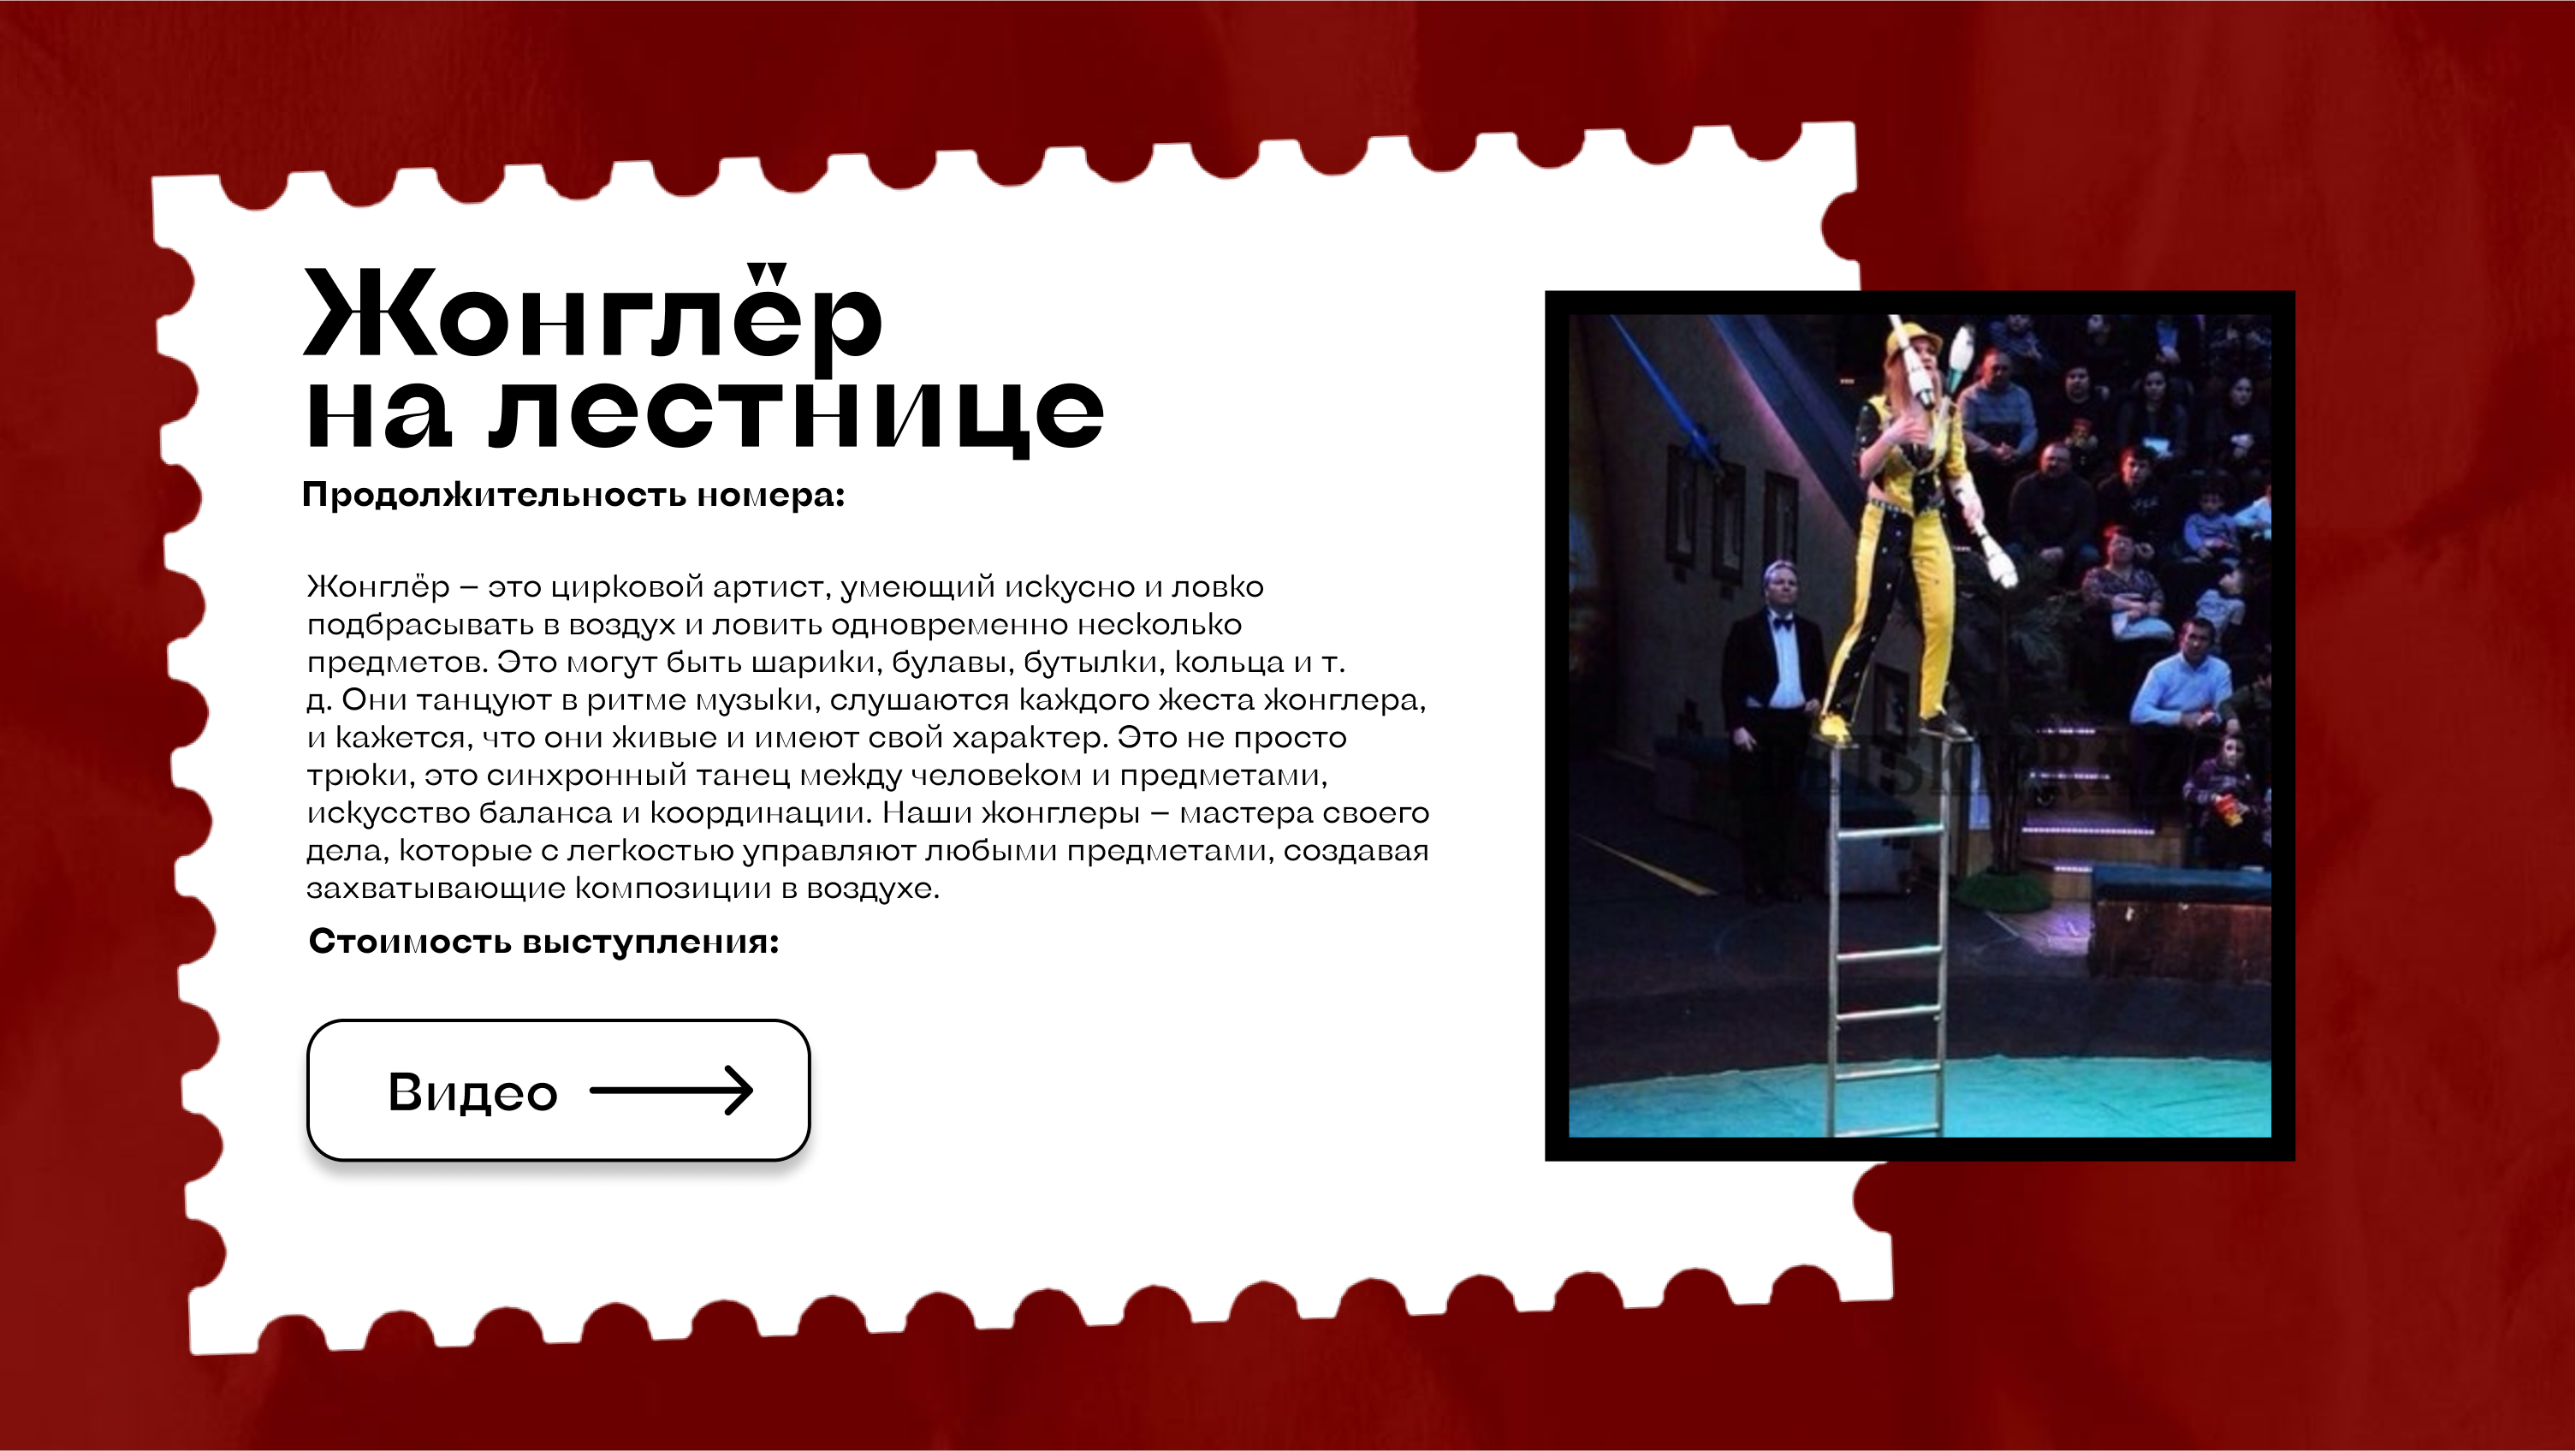 Жонглёр
на лестнице
Продолжительность номера:
Жонглёр – это цирковой артист, умеющий искусно и ловко
подбрасывать в воздух и ловить одновременно несколько
предметов. Это могут быть шарики, булавы, бутылки, кольца и т.
д. Они танцуют в ритме музыки, слушаются каждого жеста жонглера,
и кажется, что они живые и имеют свой характер. Это не просто
трюки, это синхронный танец между человеком и предметами,
искусство баланса и координации. Наши жонглеры – мастера своего
дела, которые с легкостью управляют любыми предметами, создавая
захватывающие композиции в воздухе.
Стоимость выступления:
Видео